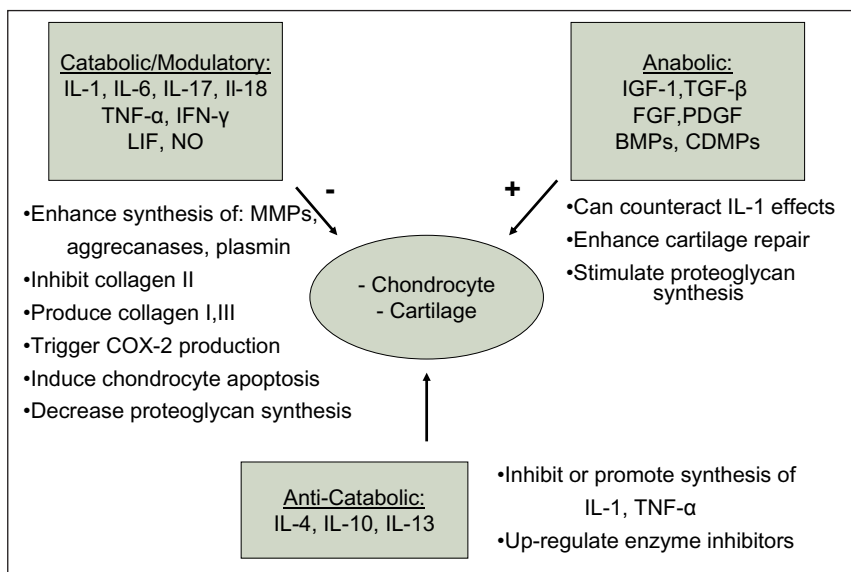 Catabolic/Modulatory:
IL-1, IL-6, IL-17, Il-18
TNF-α, IFN-γ
LIF, NO
Anabolic:
IGF-1,TGF-β
FGF,PDGF
BMPs, CDMPs
-
+
•Enhance synthesis of: MMPs,
aggrecanases, plasmin
•Inhibit collagen II
•Produce collagen I,III
•Trigger COX-2 production
•Induce chondrocyte apoptosis
•Decrease proteoglycan synthesis
•Can counteract IL-1 effects
•Enhance cartilage repair
•Stimulate proteoglycan
synthesis
- Chondrocyte
- Cartilage
Anti-Catabolic:
IL-4, IL-10, IL-13
•Inhibit or promote synthesis of
IL-1, TNF-α
•Up-regulate enzyme inhibitors